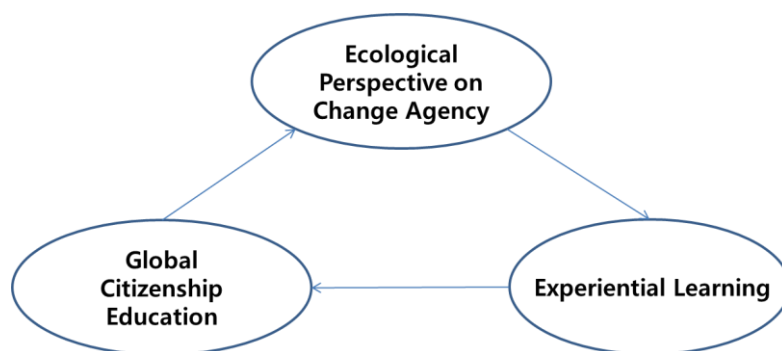 Ecological
Perspective on
Change Agency
Global
Citizenship
Education
Experiential Learning